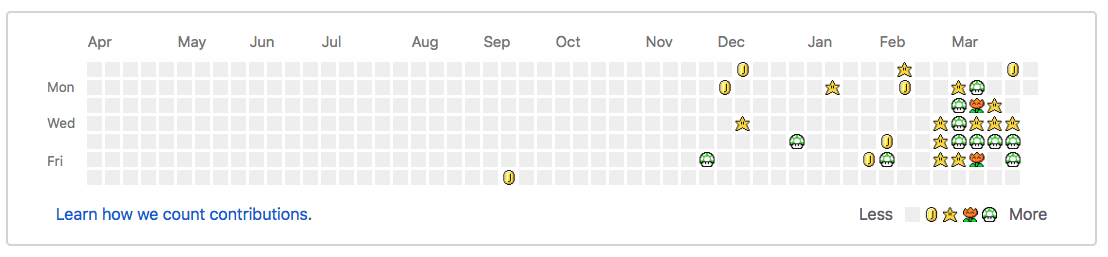 Apr May Jun Jul Aug Sep Oct Nov Dec Jan Feb Mar
Mon
Wed
Fri
Learn how we count contributions. Less More